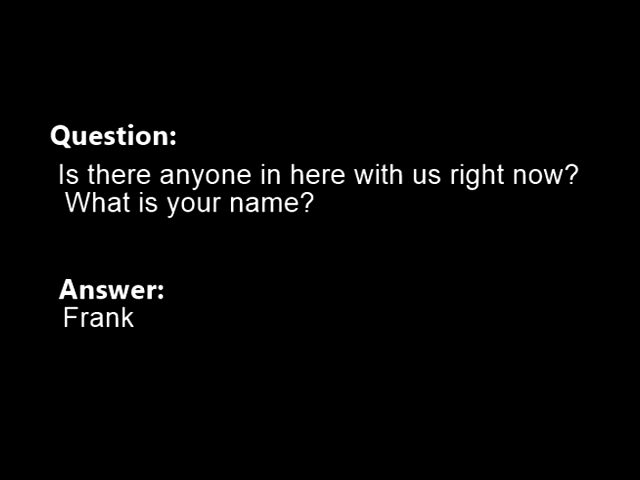 Question:
Is there anyone in here with us right now?
What is your name?
Answer:
Frank